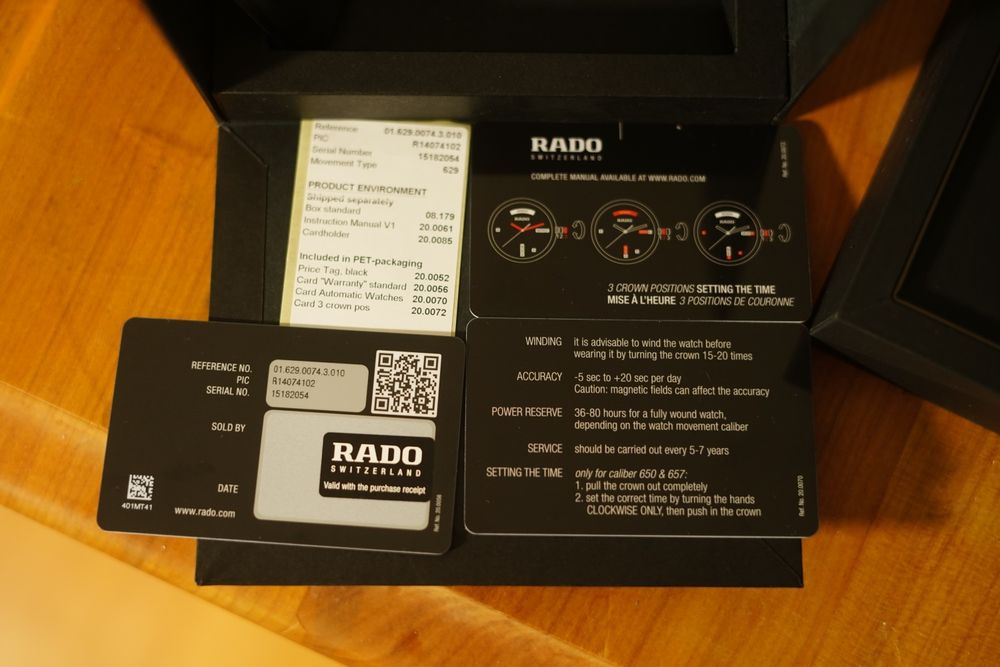 Reference 01.629.0074.3.010
PIC R14074102
Serial Number 15182054
Movement Type 629
PRODUCT ENVIRONMENT
Shipped separately
Box standard 08.179
Instruction Manual V1 20.0061
Cardholder 20.0085
Included in PET-packaging
Price Tag, black 20.0052
Card "Warranty" standard 20.0056
Card Automatic Watches 20.0070
Card 3 crown pos 20.0072
RADO
SWITZERLAND
COMPLETE MANUAL AVAILABLE AT WWW.RADO.COM
RADO
RADO
RADO
3 CROWN POSITIONS SETTING THE TIME
MISE À L'HEURE 3 POSITIONS DE COURONNE
REFERENCE NO. 01.629.0074.3.010
PIC R14074102
SERIAL NO. 15182054
SOLD BY
RADO
SWITZERLAND
Valid with the purchase receipt
DATE
401MT41
www.rado.com
WINDING it is advisable to wind the watch before
wearing it by turning the crown 15-20 times
ACCURACY -5 sec to +20 sec per day
Caution: magnetic fields can affect the accuracy
POWER RESERVE 36-80 hours for a fully wound watch,
depending on the watch movement caliber
SERVICE should be carried out every 5-7 years
SETTING THE TIME only for caliber 650 & 657:
1. pull the crown out completely
2. set the correct time by turning the hands
CLOCKWISE ONLY, then push in the crown
Ref. No. 20.0070